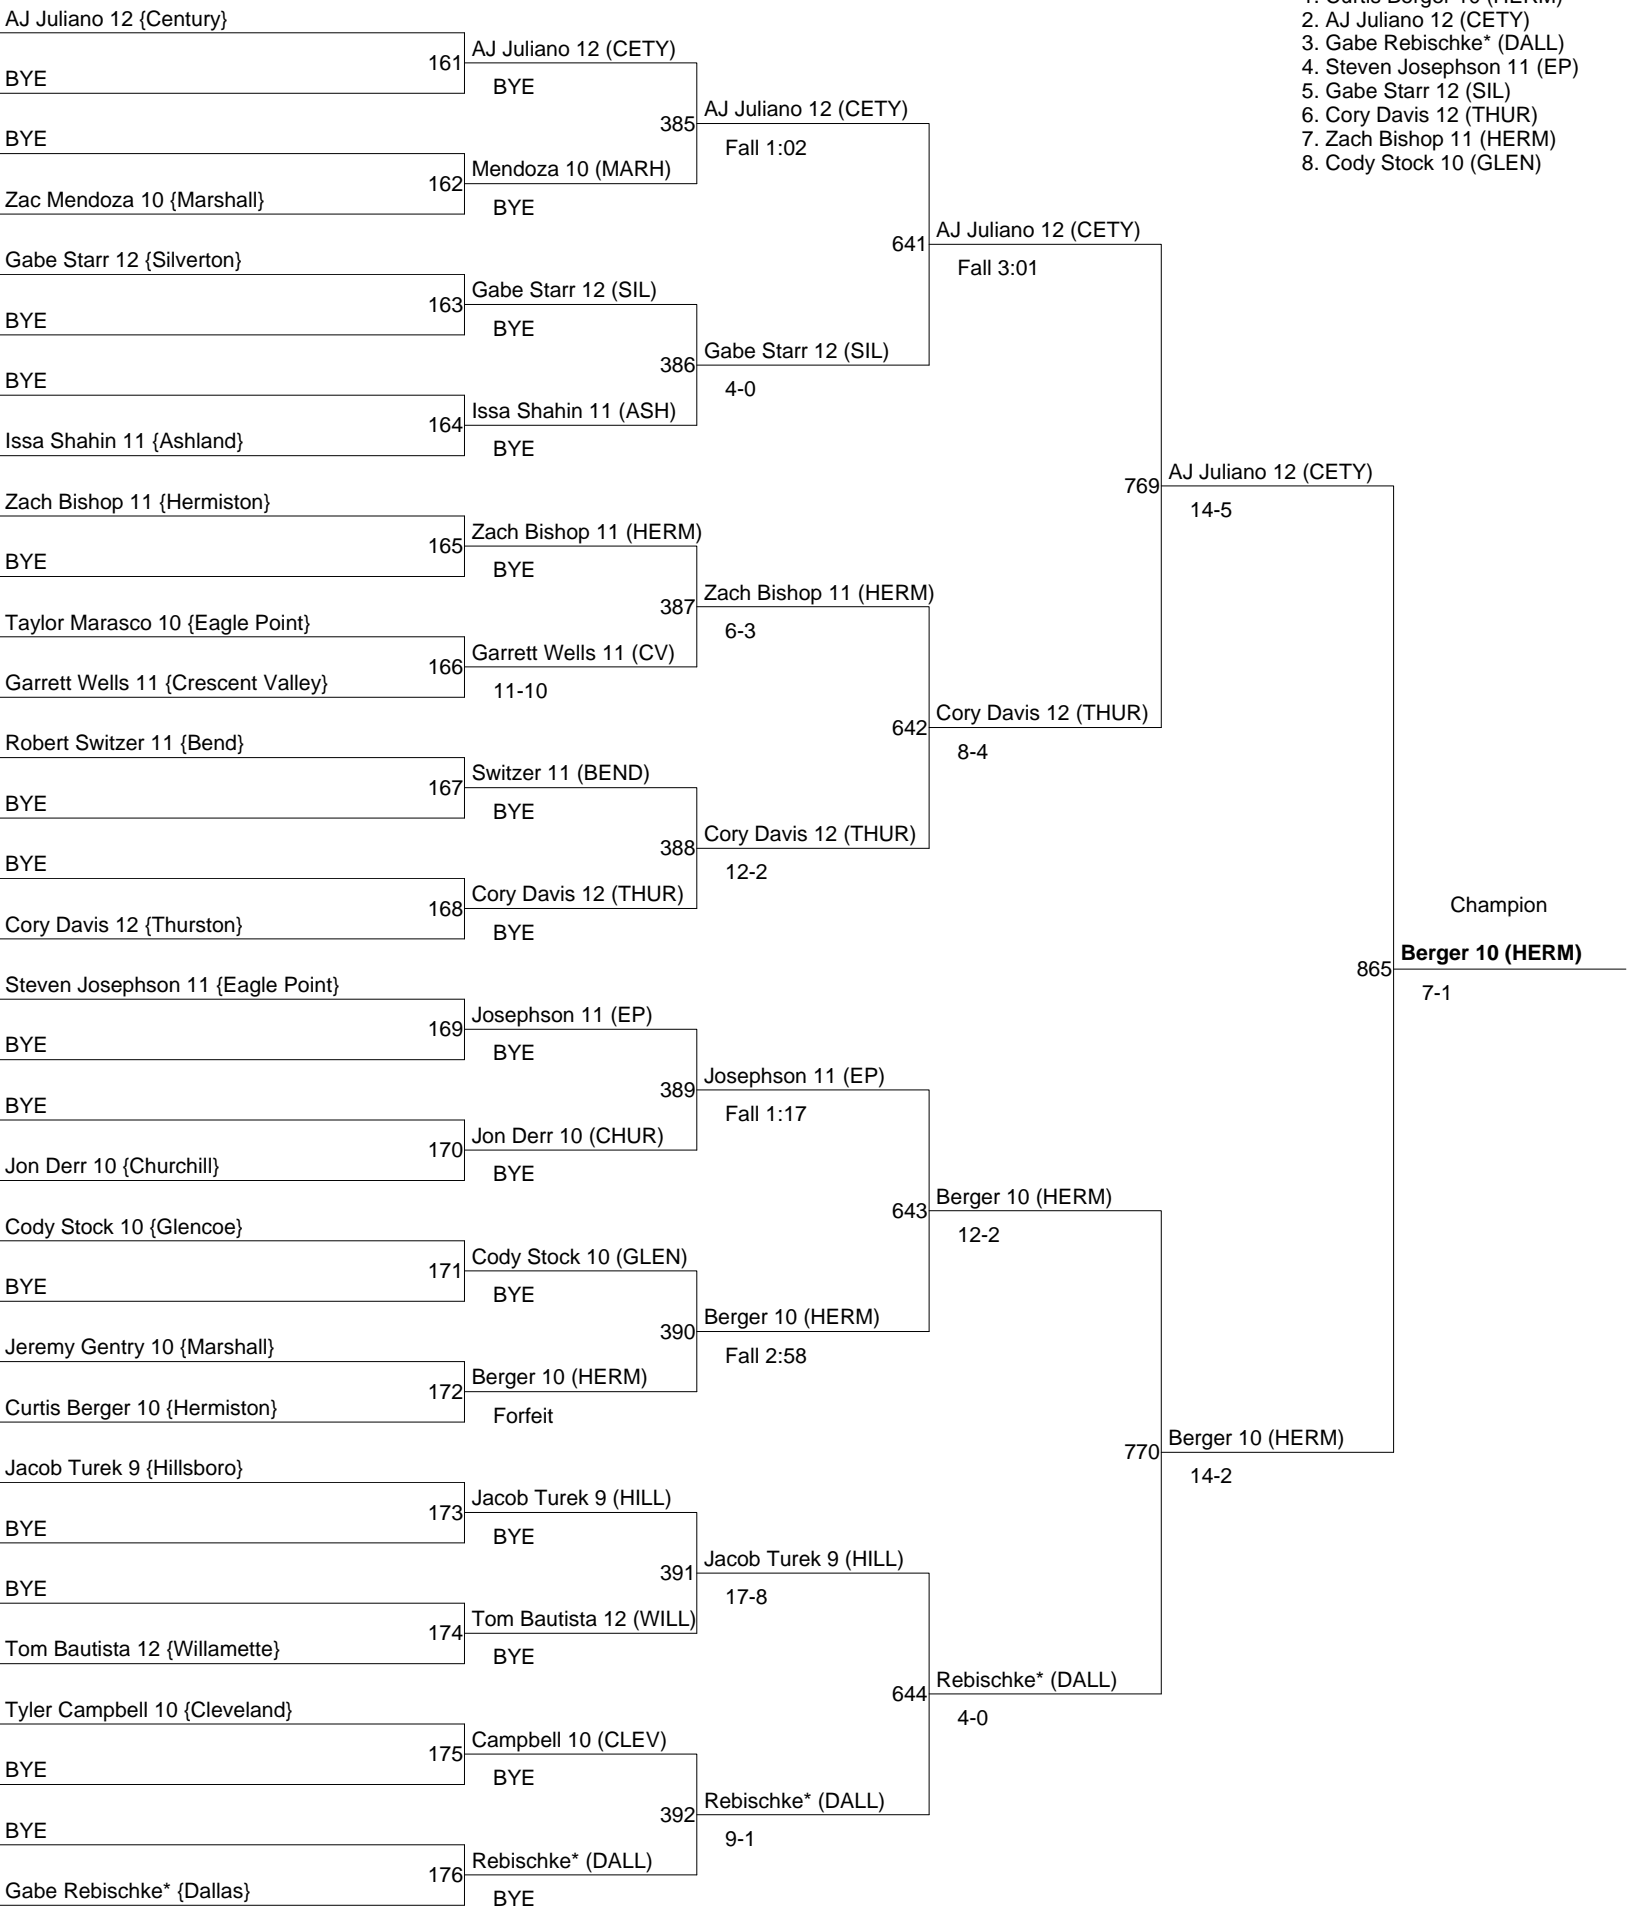 AJ Juliano 12 {Century}
161
BYE
AJ Juliano 12 (CETY)
BYE
BYE
162
Zac Mendoza 10 {Marshall}
Mendoza 10 (MARH)
BYE
385
AJ Juliano 12 (CETY)
Fall 1:02
Gabe Starr 12 {Silverton}
163
BYE
Gabe Starr 12 (SIL)
BYE
BYE
164
Issa Shahin 11 {Ashland}
Issa Shahin 11 (ASH)
BYE
386
Gabe Starr 12 (SIL)
4-0
641
AJ Juliano 12 (CETY)
Fall 3:01
Zach Bishop 11 {Hermiston}
165
BYE
Zach Bishop 11 (HERM)
BYE
Taylor Marasco 10 {Eagle Point}
166
Garrett Wells 11 {Crescent Valley}
Garrett Wells 11 (CV)
11-10
387
Zach Bishop 11 (HERM)
6-3
Robert Switzer 11 {Bend}
167
BYE
Switzer 11 (BEND)
BYE
BYE
168
Cory Davis 12 {Thurston}
Cory Davis 12 (THUR)
BYE
388
Cory Davis 12 (THUR)
12-2
642
Cory Davis 12 (THUR)
8-4
769
AJ Juliano 12 (CETY)
14-5
Steven Josephson 11 {Eagle Point}
169
BYE
Josephson 11 (EP)
BYE
BYE
170
Jon Derr 10 {Churchill}
Jon Derr 10 (CHUR)
BYE
389
Josephson 11 (EP)
Fall 1:17
Cody Stock 10 {Glencoe}
171
BYE
Cody Stock 10 (GLEN)
BYE
Jeremy Gentry 10 {Marshall}
172
Curtis Berger 10 {Hermiston}
Berger 10 (HERM)
Forfeit
390
Berger 10 (HERM)
Fall 2:58
643
Berger 10 (HERM)
12-2
Jacob Turek 9 {Hillsboro}
173
BYE
Jacob Turek 9 (HILL)
BYE
BYE
174
Tom Bautista 12 {Willamette}
Tom Bautista 12 (WILL)
BYE
391
Jacob Turek 9 (HILL)
17-8
Tyler Campbell 10 {Cleveland}
175
BYE
Campbell 10 (CLEV)
BYE
BYE
176
Gabe Rebischke* {Dallas}
Rebischke* (DALL)
BYE
392
Rebischke* (DALL)
9-1
644
Rebischke* (DALL)
4-0
770
Berger 10 (HERM)
14-2
865
Champion
Berger 10 (HERM)
7-1
1. Curtis Berger 10 (HERM)
2. AJ Juliano 12 (CETY)
3. Gabe Rebischke* (DALL)
4. Steven Josephson 11 (EP)
5. Gabe Starr 12 (SIL)
6. Cory Davis 12 (THUR)
7. Zach Bishop 11 (HERM)
8. Cody Stock 10 (GLEN)